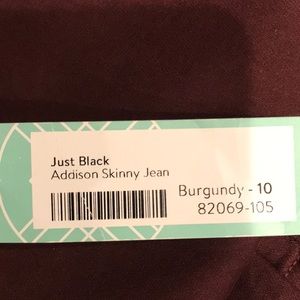 Just Black
Addison Skinny Jean
Burgundy - 10
82069-105